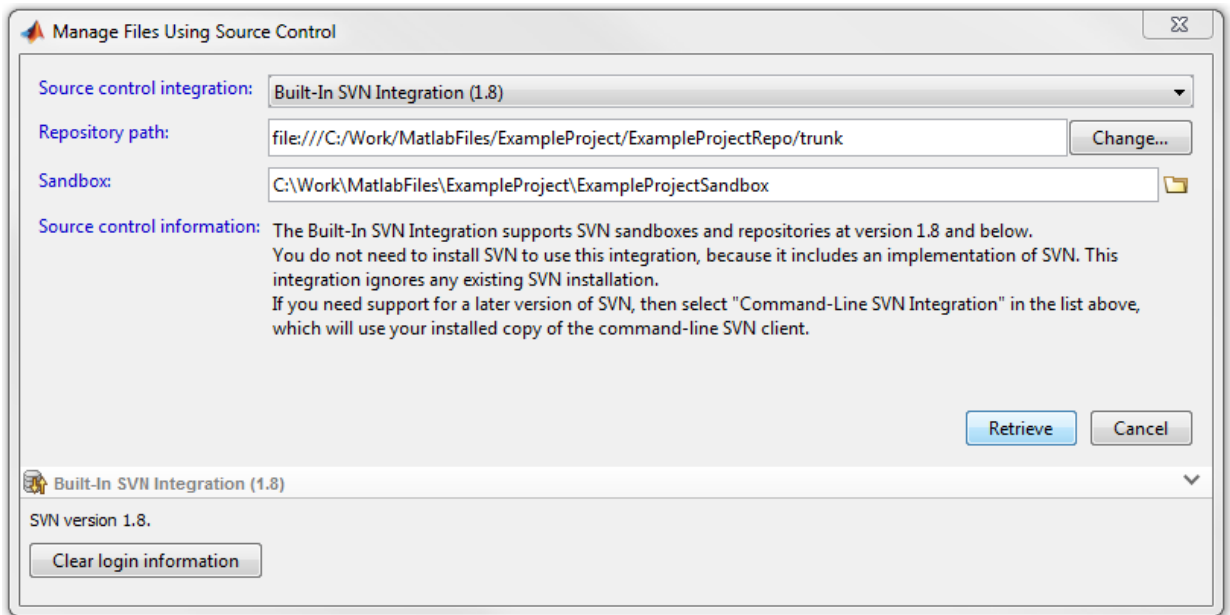 Manage Files Using Source Control
Source control integration: Built-In SVN Integration (1.8)
Repository path: file:///C:/Work/MatlabFiles/ExampleProject/ExampleProjectRepo/trunk Change...
Sandbox: C:\Work\MatlabFiles\ExampleProject\ExampleProjectSandbox
Source control information: The Built-In SVN Integration supports SVN sandboxes and repositories at version 1.8 and below.
You do not need to install SVN to use this integration, because it includes an implementation of SVN. This
integration ignores any existing SVN installation.
If you need support for a later version of SVN, then select "Command-Line SVN Integration" in the list above,
which will use your installed copy of the command-line SVN client.
Retrieve Cancel
Built-In SVN Integration (1.8)
SVN version 1.8.
Clear login information